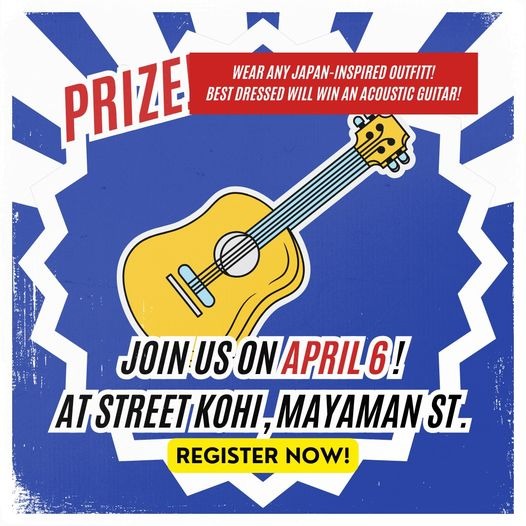 PRIZE:
WEAR ANY JAPAN-INSPIRED OUTFITT!
BEST DRESSED WILL WIN AN ACOUSTIC GUITAR!
JOIN US ON APRIL 6 !
AT STREET KOHI , MAYAMAN ST.
REGISTER NOW!